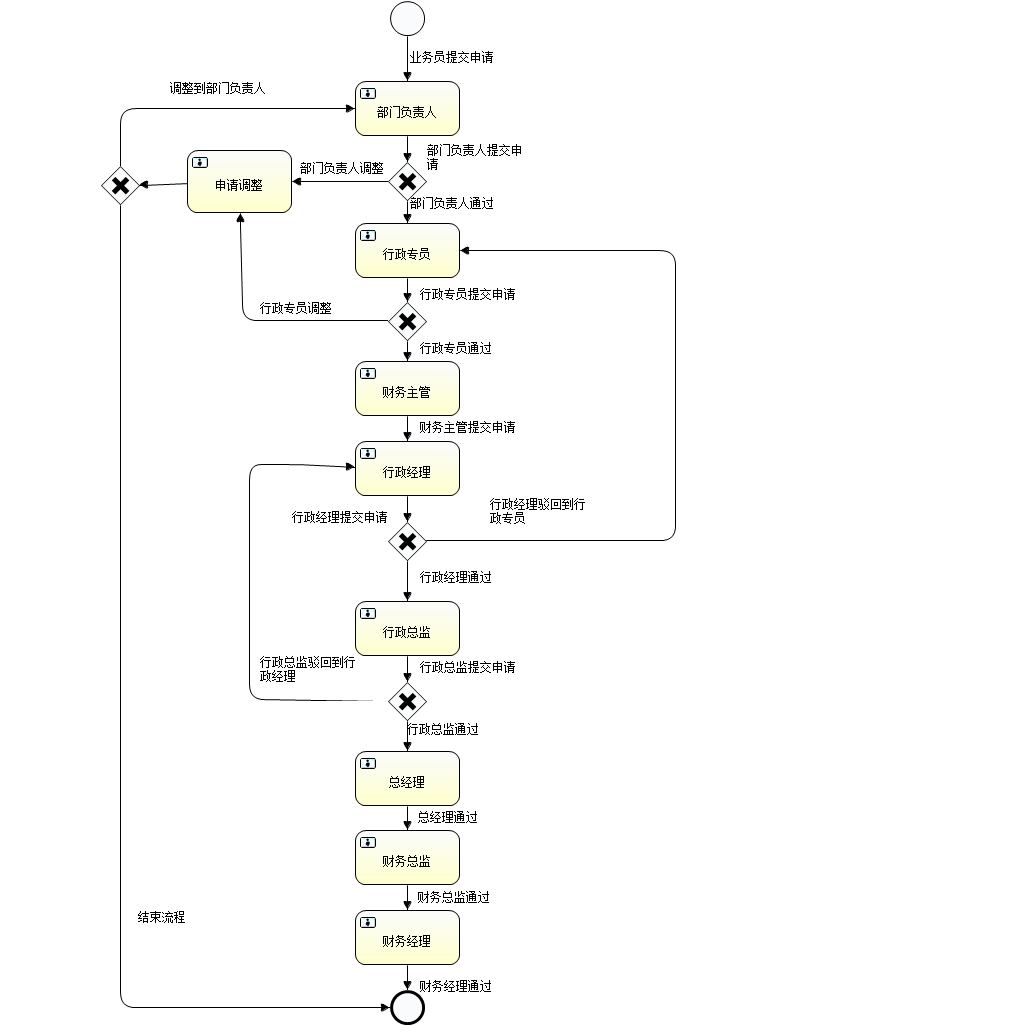 业务员提交申请
调整到部门负责人
部门负责人
部门负责人提交申
请
部门负责人调整
申请调整
部门负责人通过
行政专员
行政专员提交申请
行政专员调整
行政专员通过
财务主管
财务主管提交申请
行政经理
行政经理驳回到行
政专员
行政经理提交申请
行政经理通过
行政总监
行政总监驳回到行
政经理
行政总监提交申请
行政总监通过
总经理
总经理通过
财务总监
财务总监通过
结束流程
财务经理
财务经理通过